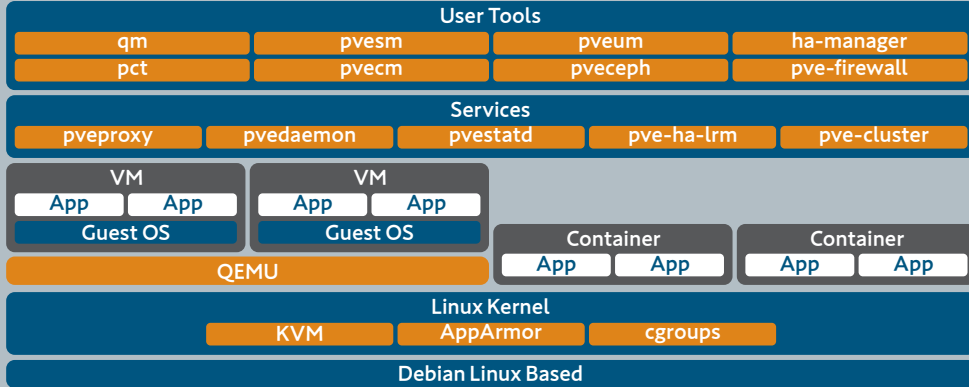 User Tools
qm pvesm pveum ha-manager
pct pvecm pveceph pve-firewall
Services
pveproxy pvedaemon pvestatd pve-ha-lrm pve-cluster
VM VM
App App App App
Guest OS Guest OS
Container Container
App App App App
QEMU
Linux Kernel
KVM AppArmor cgroups
Debian Linux Based